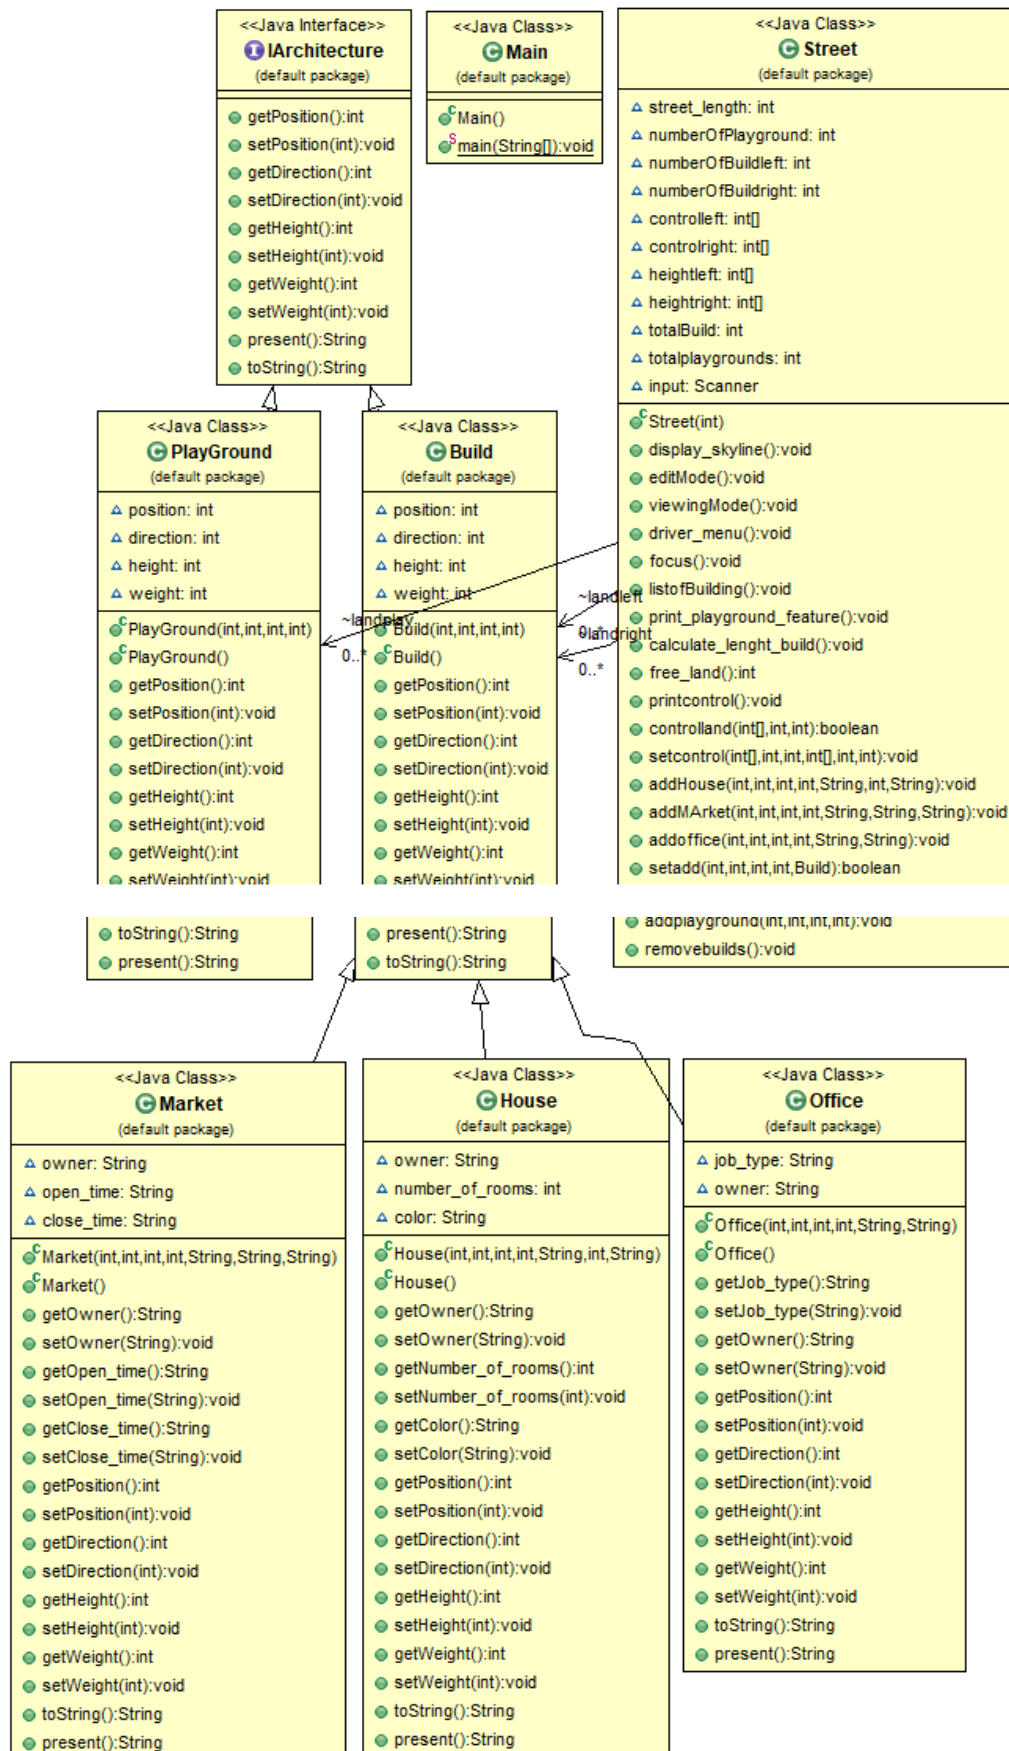 <<Java Interface>>
IArchitecture
(default package)
getPosition():int
setPosition(int):void
getDirection():int
setDirection(int):void
getHeight():int
setHeight(int):void
getWeight():int
setWeight(int):void
present():String
toString():String
<<Java Class>>
Main
(default package)
Main()
main(String[]):void
<<Java Class>>
Street
(default package)
street_length: int
numberOfPlayground: int
numberOfBuildleft: int
numberOfBuildright: int
controlleft: int[]
controlright: int[]
heightleft: int[]
heightright: int[]
totalBuild: int
totalplaygrounds: int
input: Scanner
Street(int)
display_skyline():void
editMode():void
viewingMode():void
driver_menu():void
focus():void
listofBuilding():void
print_playground_feature():void
calculate_lenght_build():void
free_land():int
printcontrol():void
controlland(int[],int,int):boolean
setcontrol(int[],int,int,int[],int,int):void
addHouse(int,int,int,int,String,int,String):void
addMArket(int,int,int,int,String,String,String):void
addoffice(int,int,int,int,String,String):void
setadd(int,int,int,int,Build):boolean
addplayground(int,int,int,int):void
removebuilds():void
<<Java Class>>
PlayGround
(default package)
position: int
direction: int
height: int
weight: int
PlayGround(int,int,int,int)
PlayGround()
getPosition():int
setPosition(int):void
getDirection():int
setDirection(int):void
getHeight():int
setHeight(int):void
getWeight():int
setWeight(int):void
toString():String
present():String
<<Java Class>>
Build
(default package)
position: int
direction: int
height: int
weight: int
Build(int,int,int,int)
Build()
getPosition():int
setPosition(int):void
getDirection():int
setDirection(int):void
getHeight():int
setHeight(int):void
getWeight():int
setWeight(int):void
present():String
toString():String
~landplay
0..*
~landleft
0..*
~landright
0..*
<<Java Class>>
Market
(default package)
owner: String
open_time: String
close_time: String
Market(int,int,int,int,String,String,String)
Market()
getOwner():String
setOwner(String):void
getOpen_time():String
setOpen_time(String):void
getClose_time():String
setClose_time(String):void
getPosition():int
setPosition(int):void
getDirection():int
setDirection(int):void
getHeight():int
setHeight(int):void
getWeight():int
setWeight(int):void
toString():String
present():String
<<Java Class>>
House
(default package)
owner: String
number_of_rooms: int
color: String
House(int,int,int,int,String,int,String)
House()
getOwner():String
setOwner(String):void
getNumber_of_rooms():int
setNumber_of_rooms(int):void
getColor():String
setColor(String):void
getPosition():int
setPosition(int):void
getDirection():int
setDirection(int):void
getHeight():int
setHeight(int):void
getWeight():int
setWeight(int):void
toString():String
present():String
<<Java Class>>
Office
(default package)
job_type: String
owner: String
Office(int,int,int,int,String,String)
Office()
getJob_type():String
setJob_type(String):void
getOwner():String
setOwner(String):void
getPosition():int
setPosition(int):void
getDirection():int
setDirection(int):void
getHeight():int
setHeight(int):void
getWeight():int
setWeight(int):void
toString():String
present():String